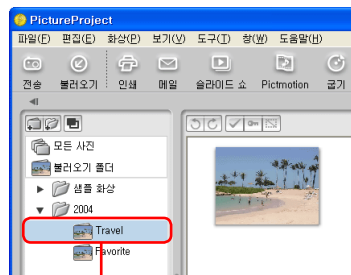 PictureProject
파일(F) 편집(E) 화상(P) 보기(V) 도구(T) 창(W) 도움말(H)
전송 불러오기 인쇄 메일 슬라이드 쇼 Pictmotion 굽기
모든 사진
불러오기 폴더
샘플 화상
2004
Travel
Favorite